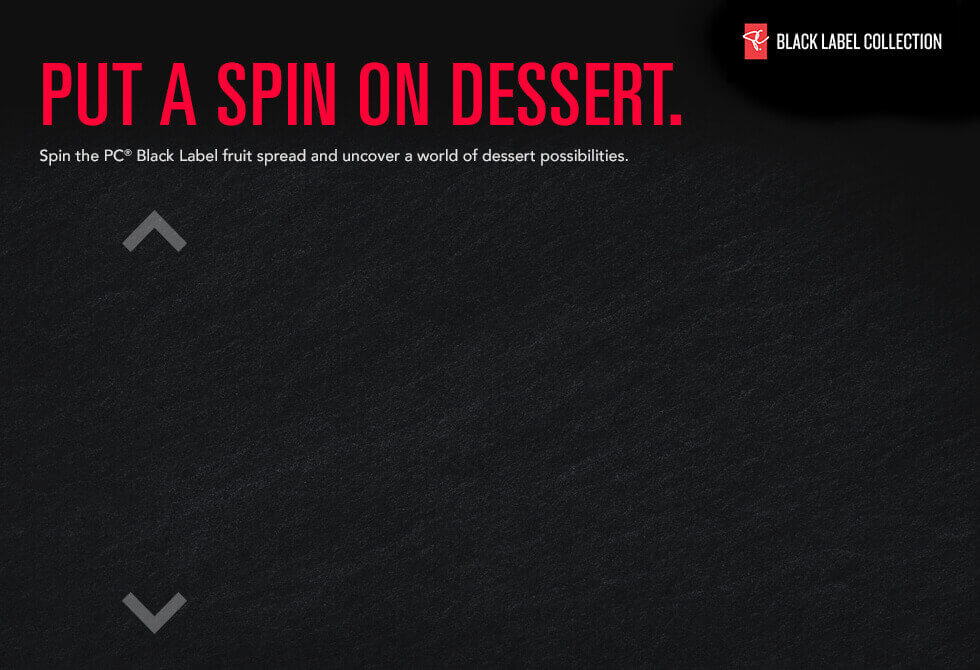 BLACK LABEL COLLECTION
PUT A SPIN ON DESSERT.
Spin the PC® Black Label fruit spread and uncover a world of dessert possibilities.